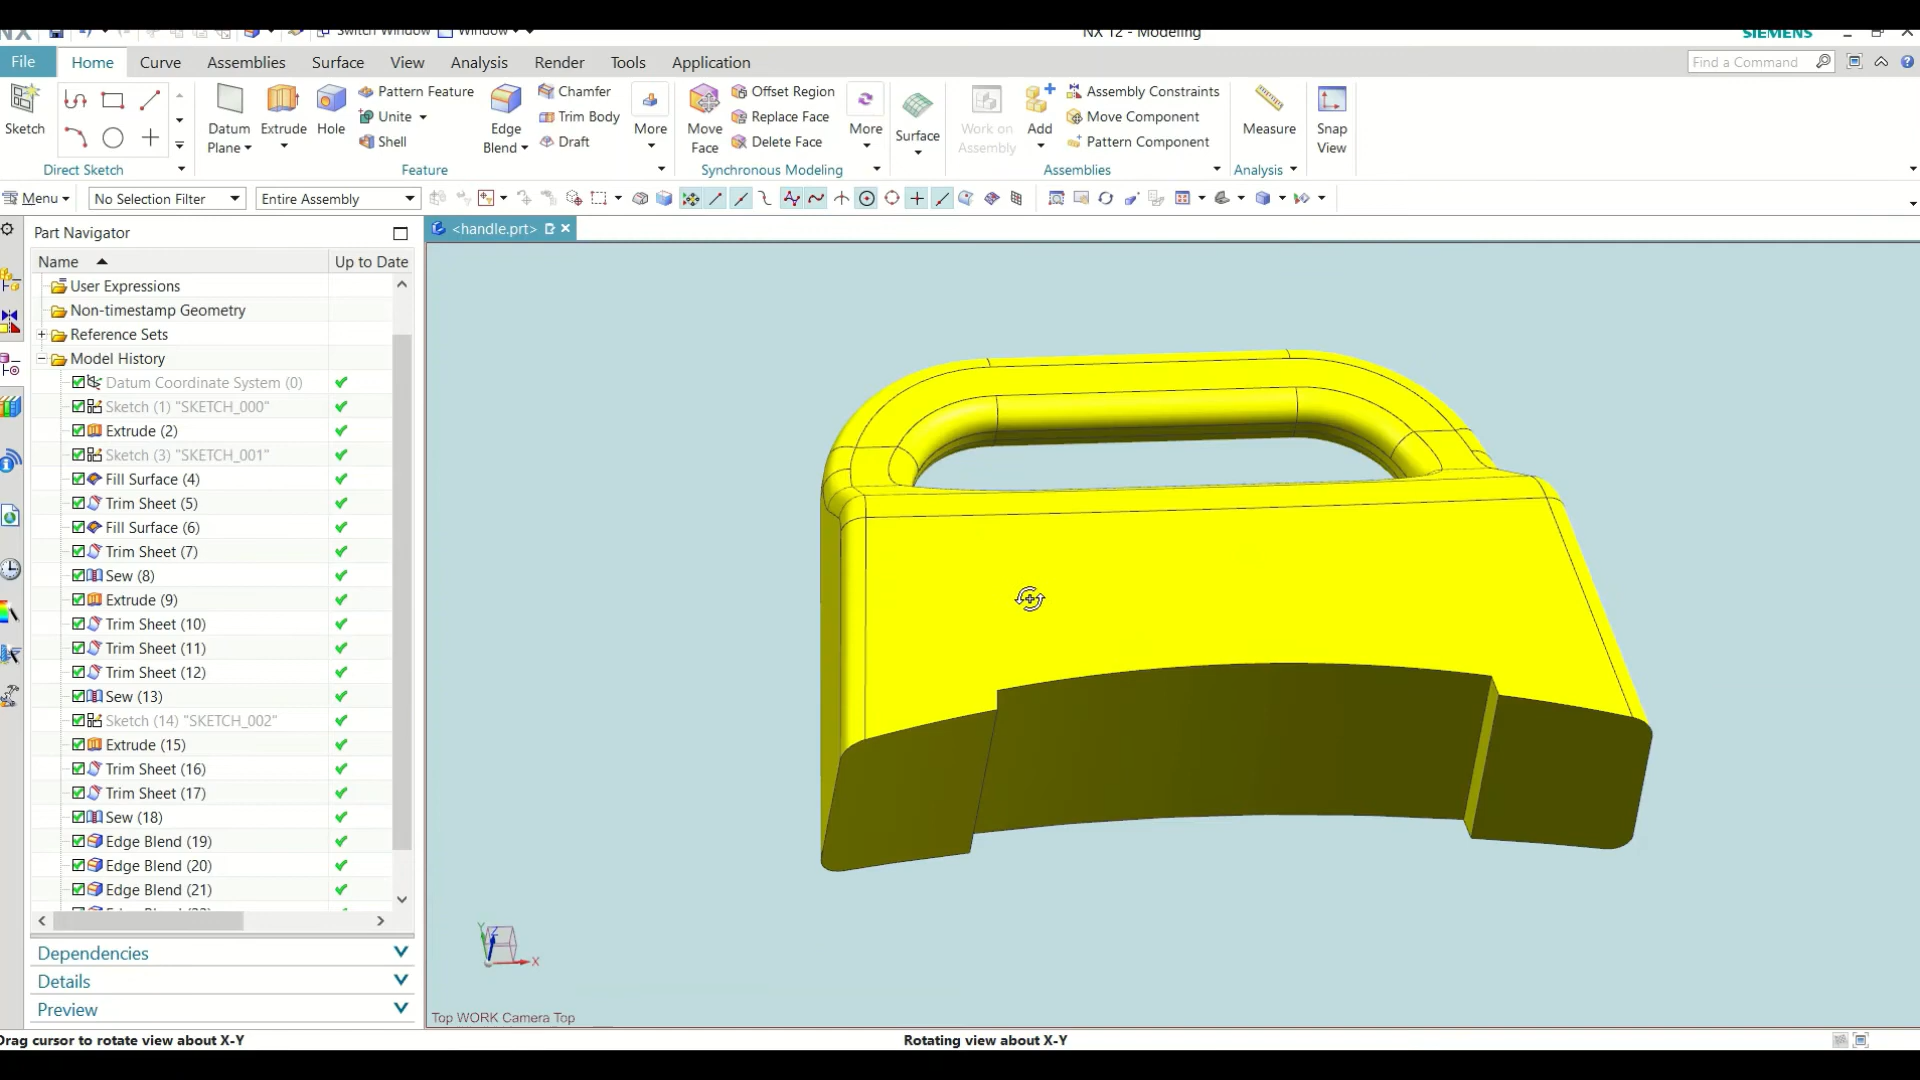 NX
Switch Window
Window
NX 12 - Modeling
SIEMENS
File
Home
Curve
Assemblies
Surface
View
Analysis
Render
Tools
Application
Find a Command
Sketch
Direct Sketch
Datum
Plane
Extrude
Hole
Pattern Feature
Unite
Shell
Edge
Blend
Chamfer
Trim Body
Draft
More
Feature
Move
Face
Offset Region
Replace Face
Delete Face
More
Synchronous Modeling
Surface
Work on
Assembly
Add
Assembly Constraints
Move Component
Pattern Component
Assemblies
Measure
Analysis
Snap
View
Menu
No Selection Filter
Entire Assembly
Part Navigator
<handle.prt>
Name
Up to Date
User Expressions
Non-timestamp Geometry
Reference Sets
Model History
Datum Coordinate System (0)
Sketch (1) "SKETCH_000"
Extrude (2)
Sketch (3) "SKETCH_001"
Fill Surface (4)
Trim Sheet (5)
Fill Surface (6)
Trim Sheet (7)
Sew (8)
Extrude (9)
Trim Sheet (10)
Trim Sheet (11)
Trim Sheet (12)
Sew (13)
Sketch (14) "SKETCH_002"
Extrude (15)
Trim Sheet (16)
Trim Sheet (17)
Sew (18)
Edge Blend (19)
Edge Blend (20)
Edge Blend (21)
Dependencies
Details
Preview
Y
Z
X
Top WORK Camera Top
Drag cursor to rotate view about X-Y
Rotating view about X-Y